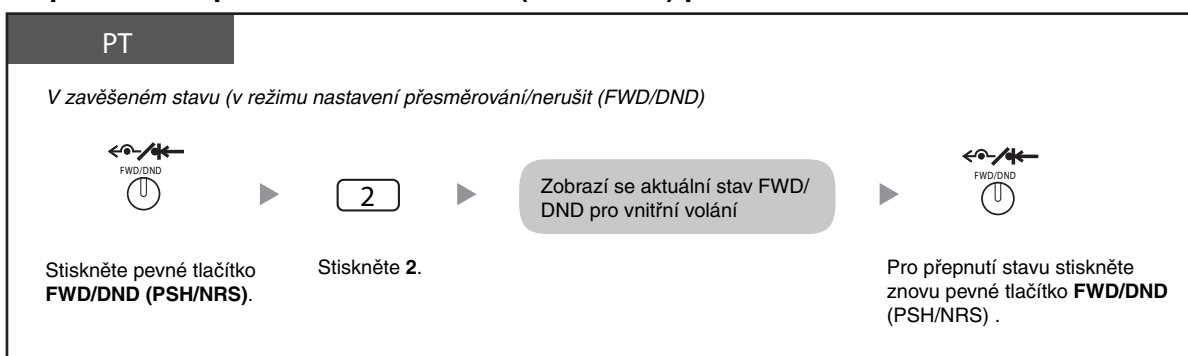 PT
V zavěšeném stavu (v režimu nastavení přesměrování/nerušit (FWD/DND)
FWD/DND
2
Zobrazí se aktuální stav FWD/
DND pro vnitřní volání
FWD/DND
Stiskněte pevné tlačítko
FWD/DND (PSH/NRS).
Stiskněte 2.
Pro přepnutí stavu stiskněte
znovu pevné tlačítko FWD/DND
(PSH/NRS) .